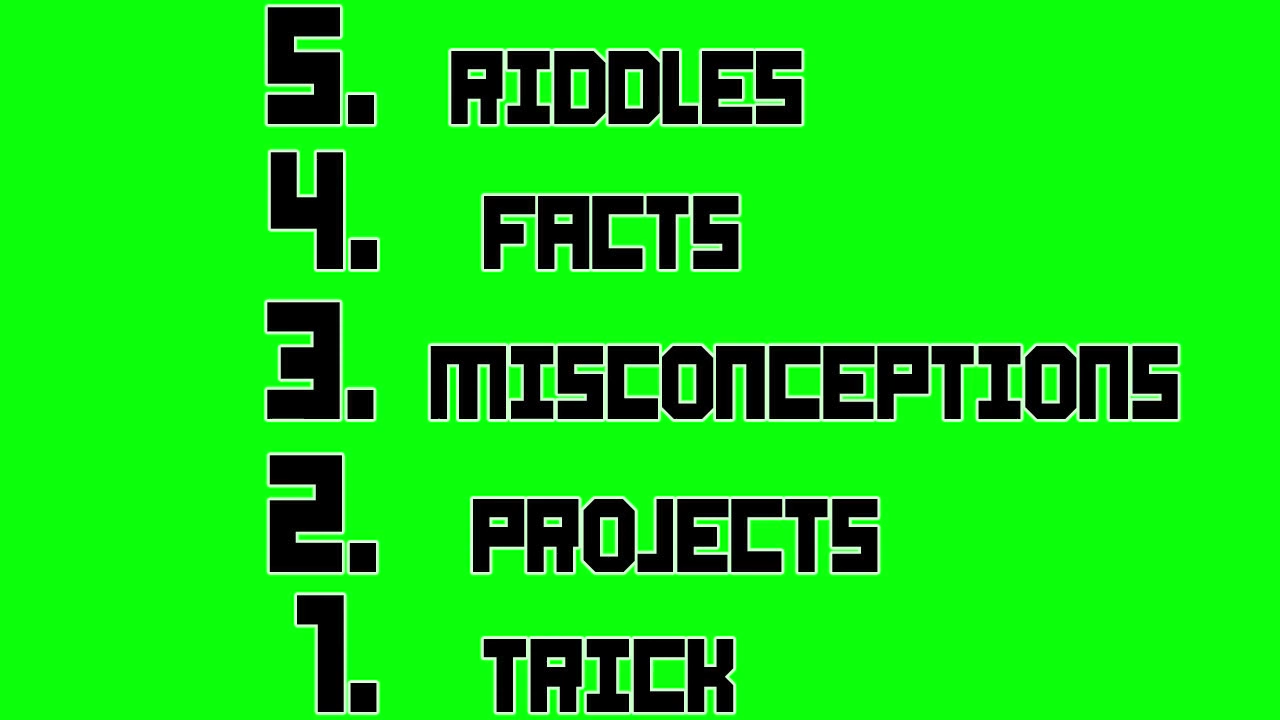 5. RIDDLES
4. FACTS
3. MISCONCEPTIONS
2. PROJECTS
1. TRICK